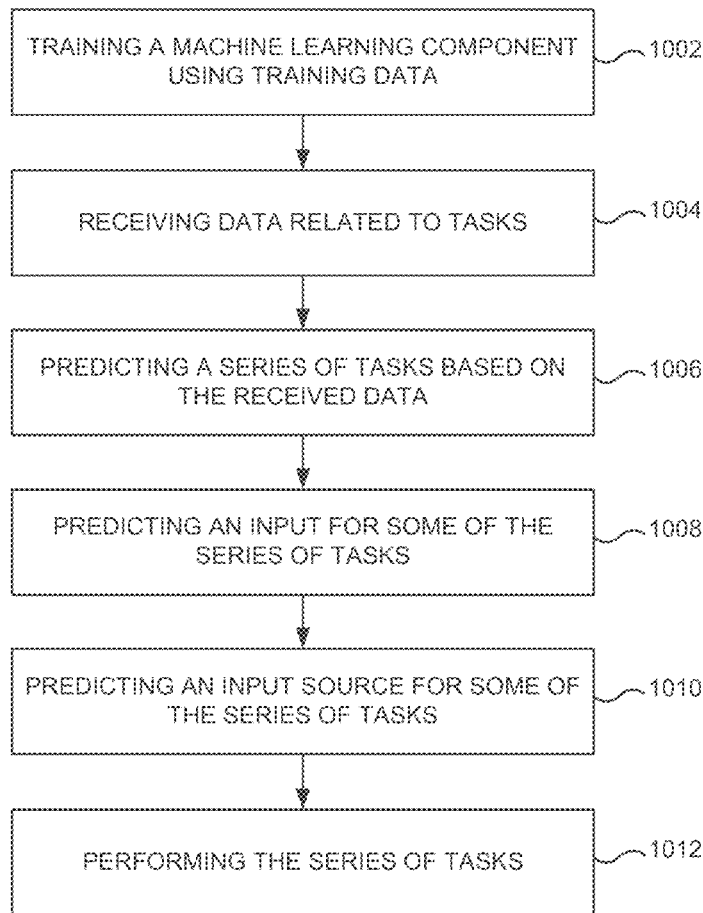 TRAINING A MACHINE LEARNING COMPONENT
USING TRAINING DATA
1002
RECEIVING DATA RELATED TO TASKS
1004
PREDICTING A SERIES OF TASKS BASED ON
THE RECEIVED DATA
1006
PREDICTING AN INPUT FOR SOME OF THE
SERIES OF TASKS
1008
PREDICTING AN INPUT SOURCE FOR SOME OF
THE SERIES OF TASKS
1010
PERFORMING THE SERIES OF TASKS
1012